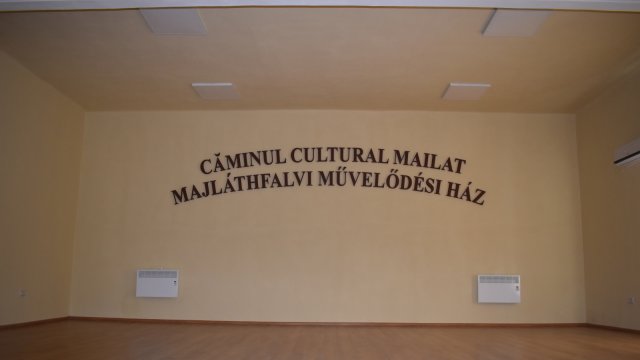 CĂMINUL CULTURAL MAILAT
MAJLÁTHFALVI MŰVELŐDÉSI HÁZ